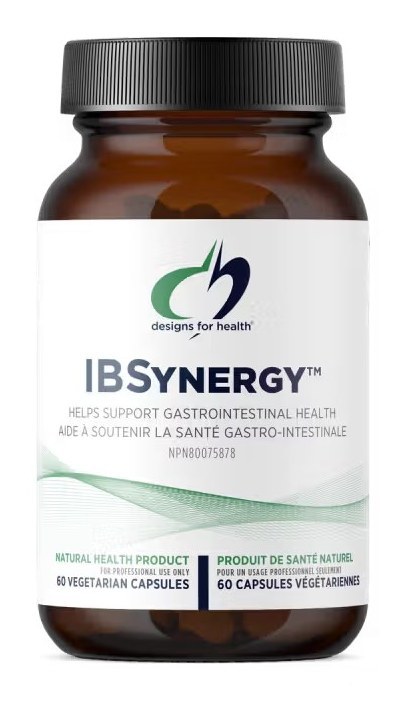 designs for health®
IBSYNERGY™
HELPS SUPPORT GASTROINTESTINAL HEALTH
AIDE À SOUTENIR LA SANTÉ GASTRO-INTESTINALE
NPN80075878
NATURAL HEALTH PRODUCT
FOR PROFESSIONAL USE ONLY
60 VEGETARIAN CAPSULES
PRODUIT DE SANTÉ NATUREL
POUR UN USAGE PROFESSIONNEL SEULEMENT
60 CAPSULES VÉGÉTARIENNES